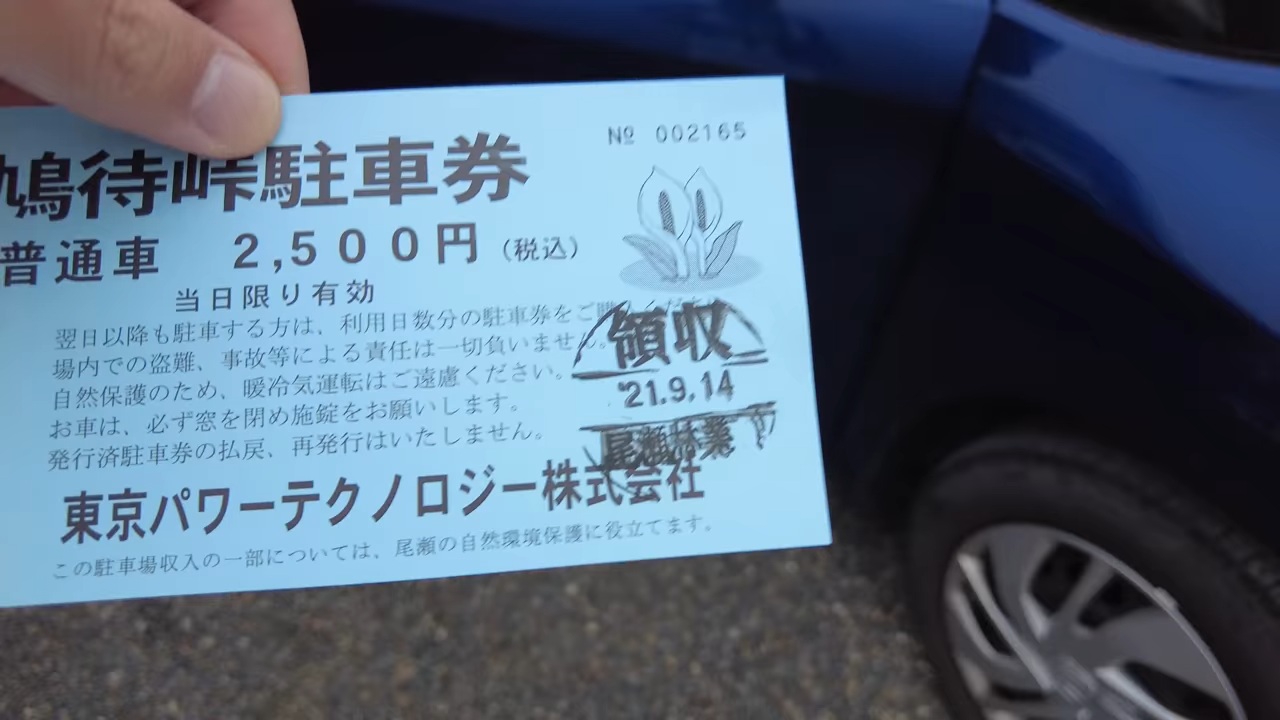 № 002165
鳩待峠駐車券
普通車 2,500円(税込)
当日限り有効
翌日以降も駐車する方は、利用日数分の駐車券をご購入ください。
場内での盗難、事故等による責任は一切負いません。
自然保護のため、暖冷気運転はご遠慮ください。
お車は、必ず窓を閉め施錠をお願いします。
発行済駐車券の払戻、再発行はいたしません。
領収
'21.9.14
尾瀬林業
東京パワーテクノロジー株式会社
この駐車場収入の一部については、尾瀬の自然環境保護に役立てます。